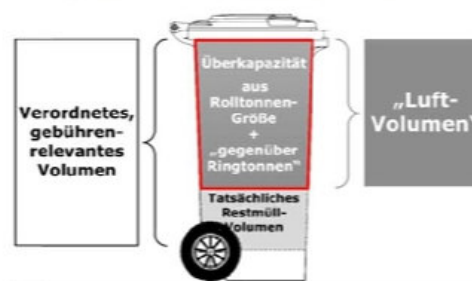 Verordnetes,
gebühren-
relevantes
Volumen
Überkapazität
aus
Rolltonnen-
Größe
+
„gegenüber
Ringtonnen“
Tatsächliches
Restmüll-
Volumen
„Luft-
Volumen“